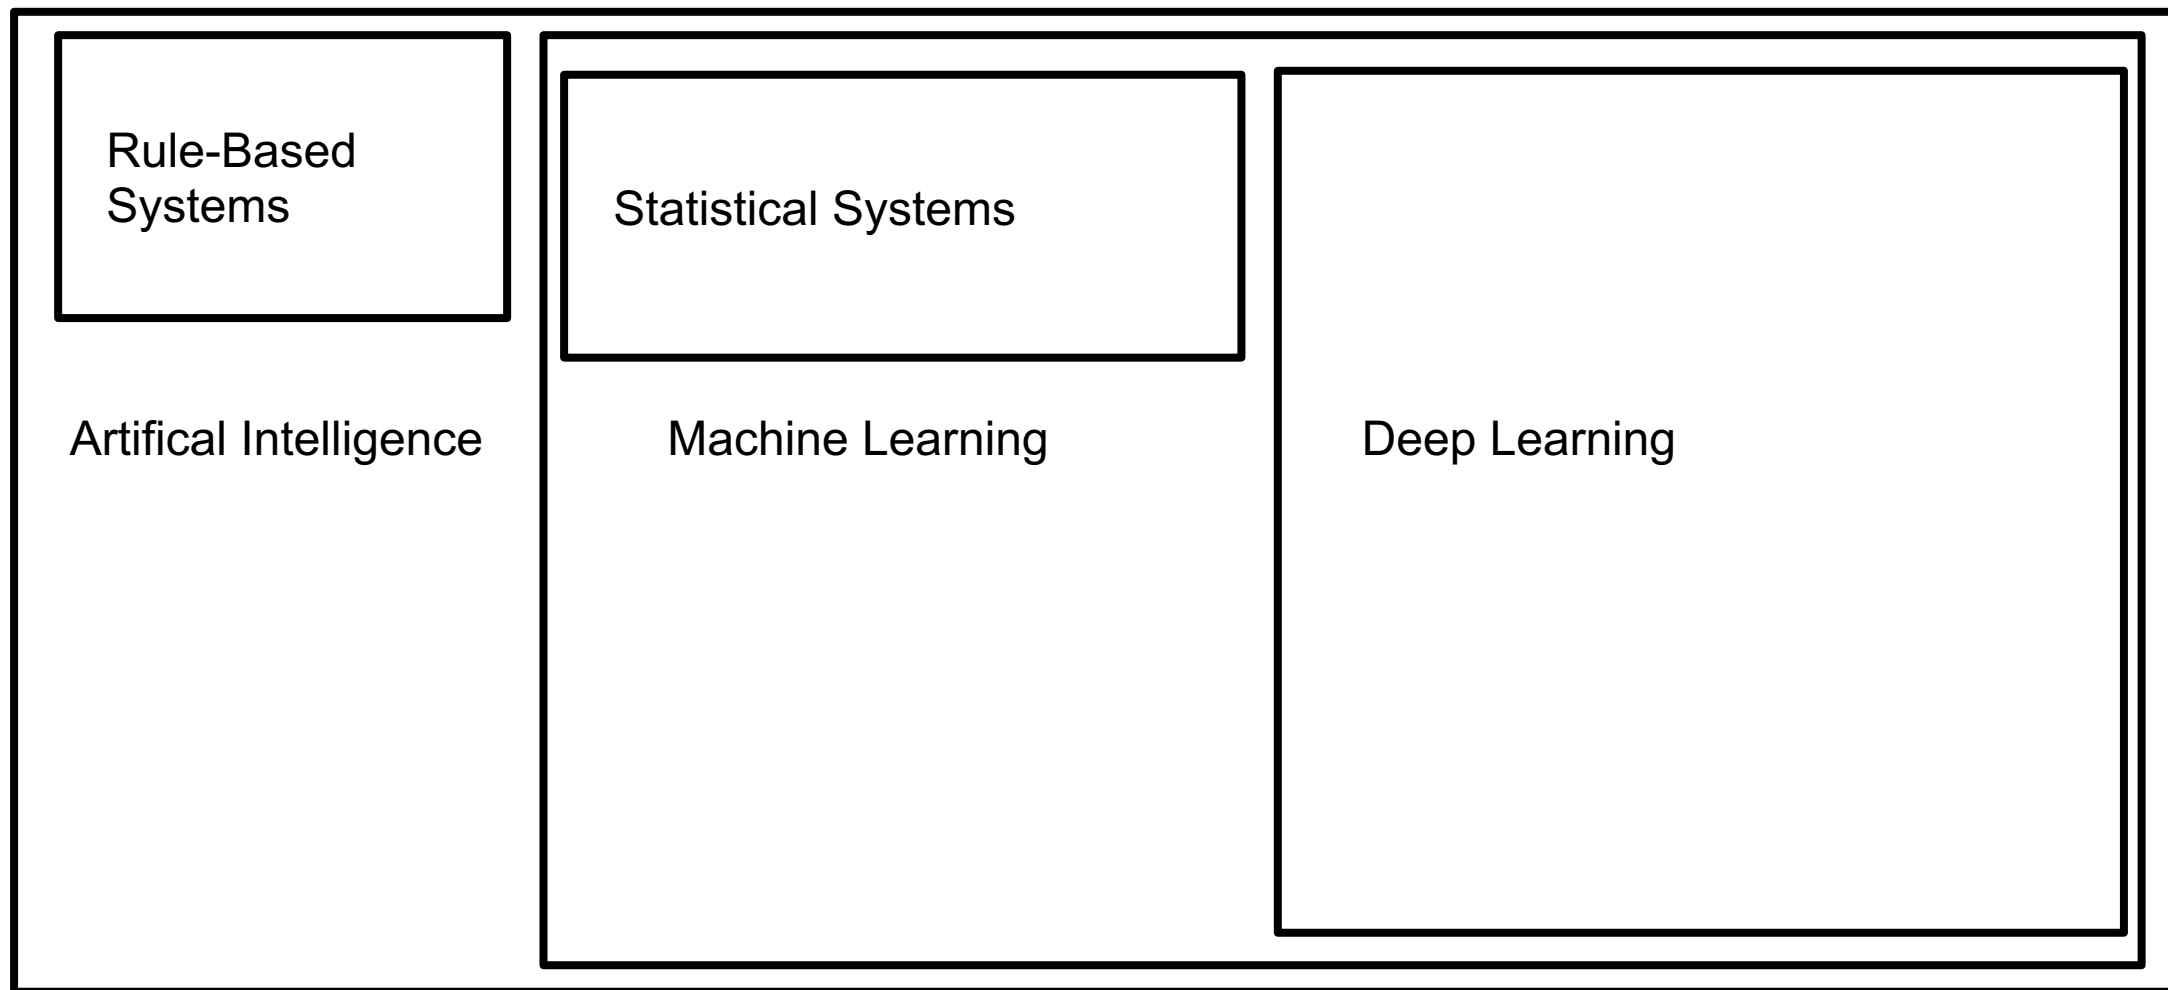 Rule-Based
Systems
Statistical Systems
Artifical Intelligence
Machine Learning
Deep Learning